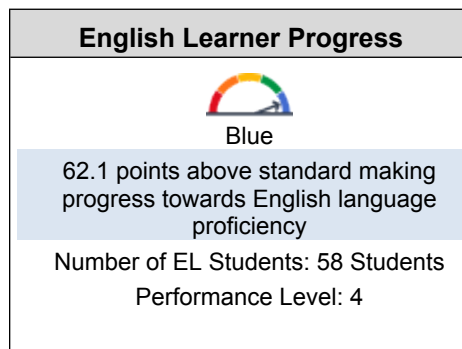 English Learner Progress
Blue
62.1 points above standard making
progress towards English language
proficiency
Number of EL Students: 58 Students
Performance Level: 4